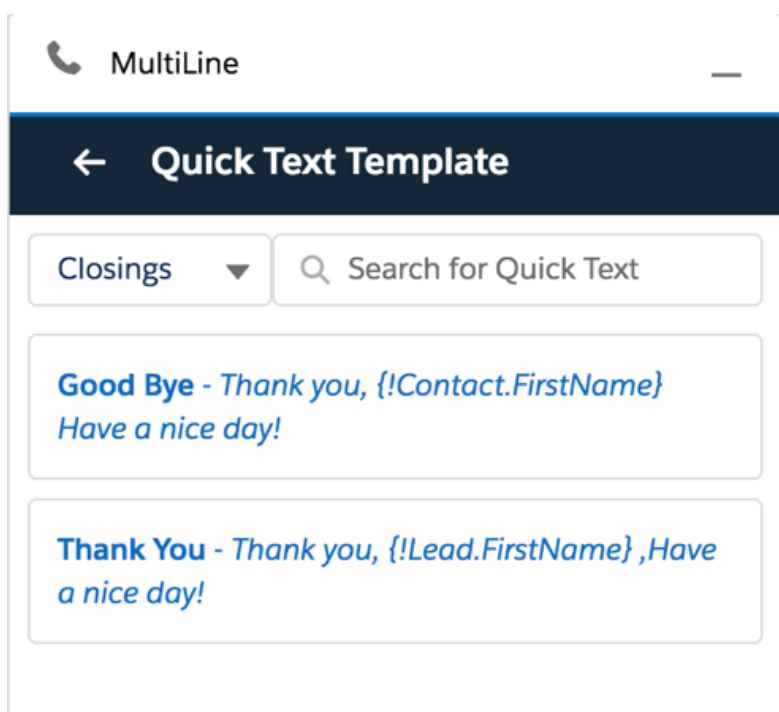 MultiLine
← Quick Text Template
Closings
Search for Quick Text
Good Bye - Thank you, {!Contact.FirstName}
Have a nice day!
Thank You - Thank you, {!Lead.FirstName} ,Have
a nice day!